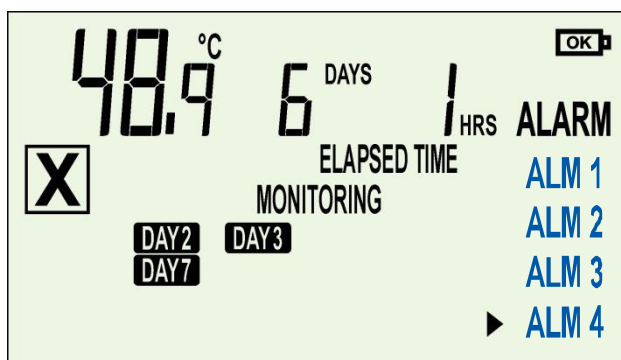 48.9 °C 6 DAYS 1 HRS OK
ALARM
X ELAPSED TIME ALM 1
MONITORING
DAY2 DAY3 ALM 2
DAY7 ALM 3
ALM 4